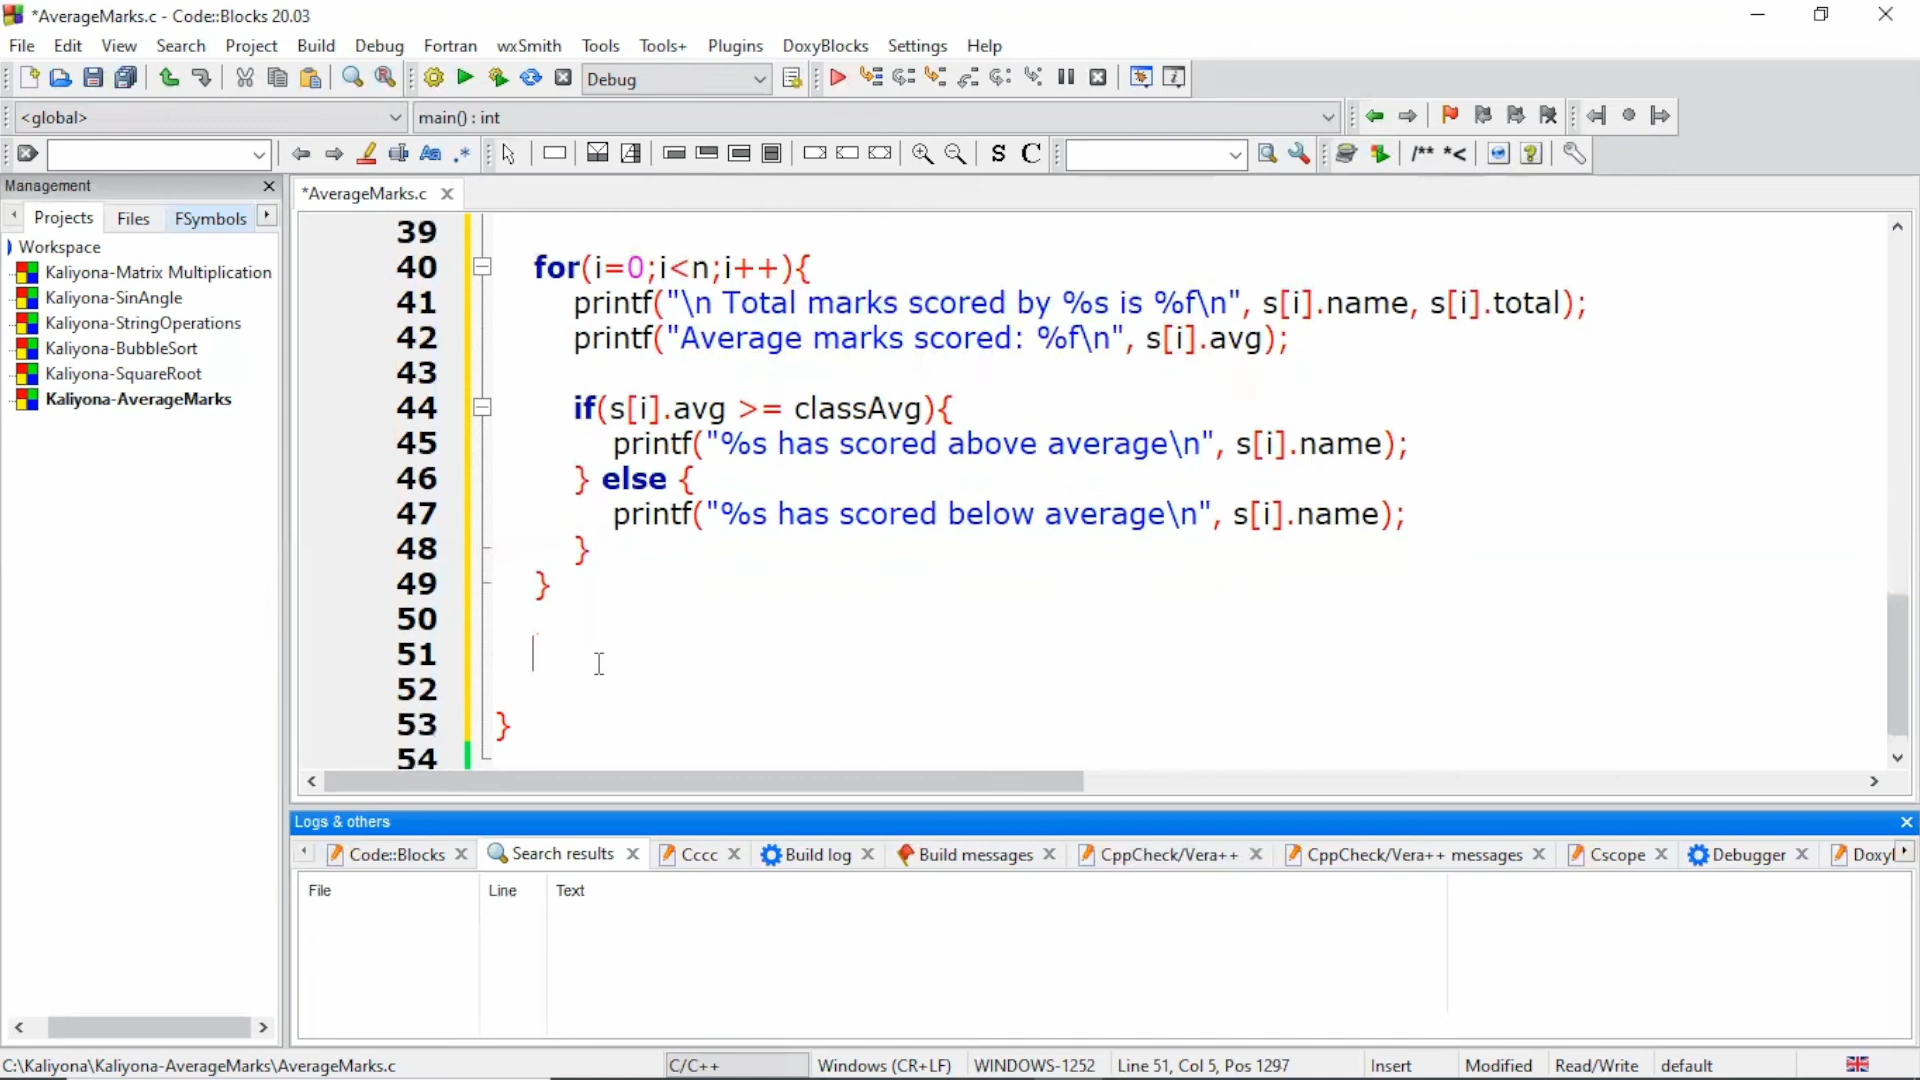 *AverageMarks.c - Code::Blocks 20.03
File Edit View Search Project Build Debug Fortran wxSmith Tools Tools+ Plugins DoxyBlocks Settings Help
Debug
<global> main() : int
S C /** *<
Management
*AverageMarks.c
Projects Files FSymbols
Workspace
Kaliyona-Matrix Multiplication
Kaliyona-SinAngle
Kaliyona-StringOperations
Kaliyona-BubbleSort
Kaliyona-SquareRoot
Kaliyona-AverageMarks
39
40 for(i=0;i<n;i++){
41 printf("\n Total marks scored by %s is %f\n", s[i].name, s[i].total);
42 printf("Average marks scored: %f\n", s[i].avg);
43
44 if(s[i].avg >= classAvg){
45 printf("%s has scored above average\n", s[i].name);
46 } else {
47 printf("%s has scored below average\n", s[i].name);
48 }
49 }
50
51
52
53 }
54
Logs & others
Code::Blocks Search results Cccc Build log Build messages CppCheck/Vera++ CppCheck/Vera++ messages Cscope Debugger Doxyl
File Line Text
C:\Kaliyona\Kaliyona-AverageMarks\AverageMarks.c C/C++ Windows (CR+LF) WINDOWS-1252 Line 51, Col 5, Pos 1297 Insert Modified Read/Write default